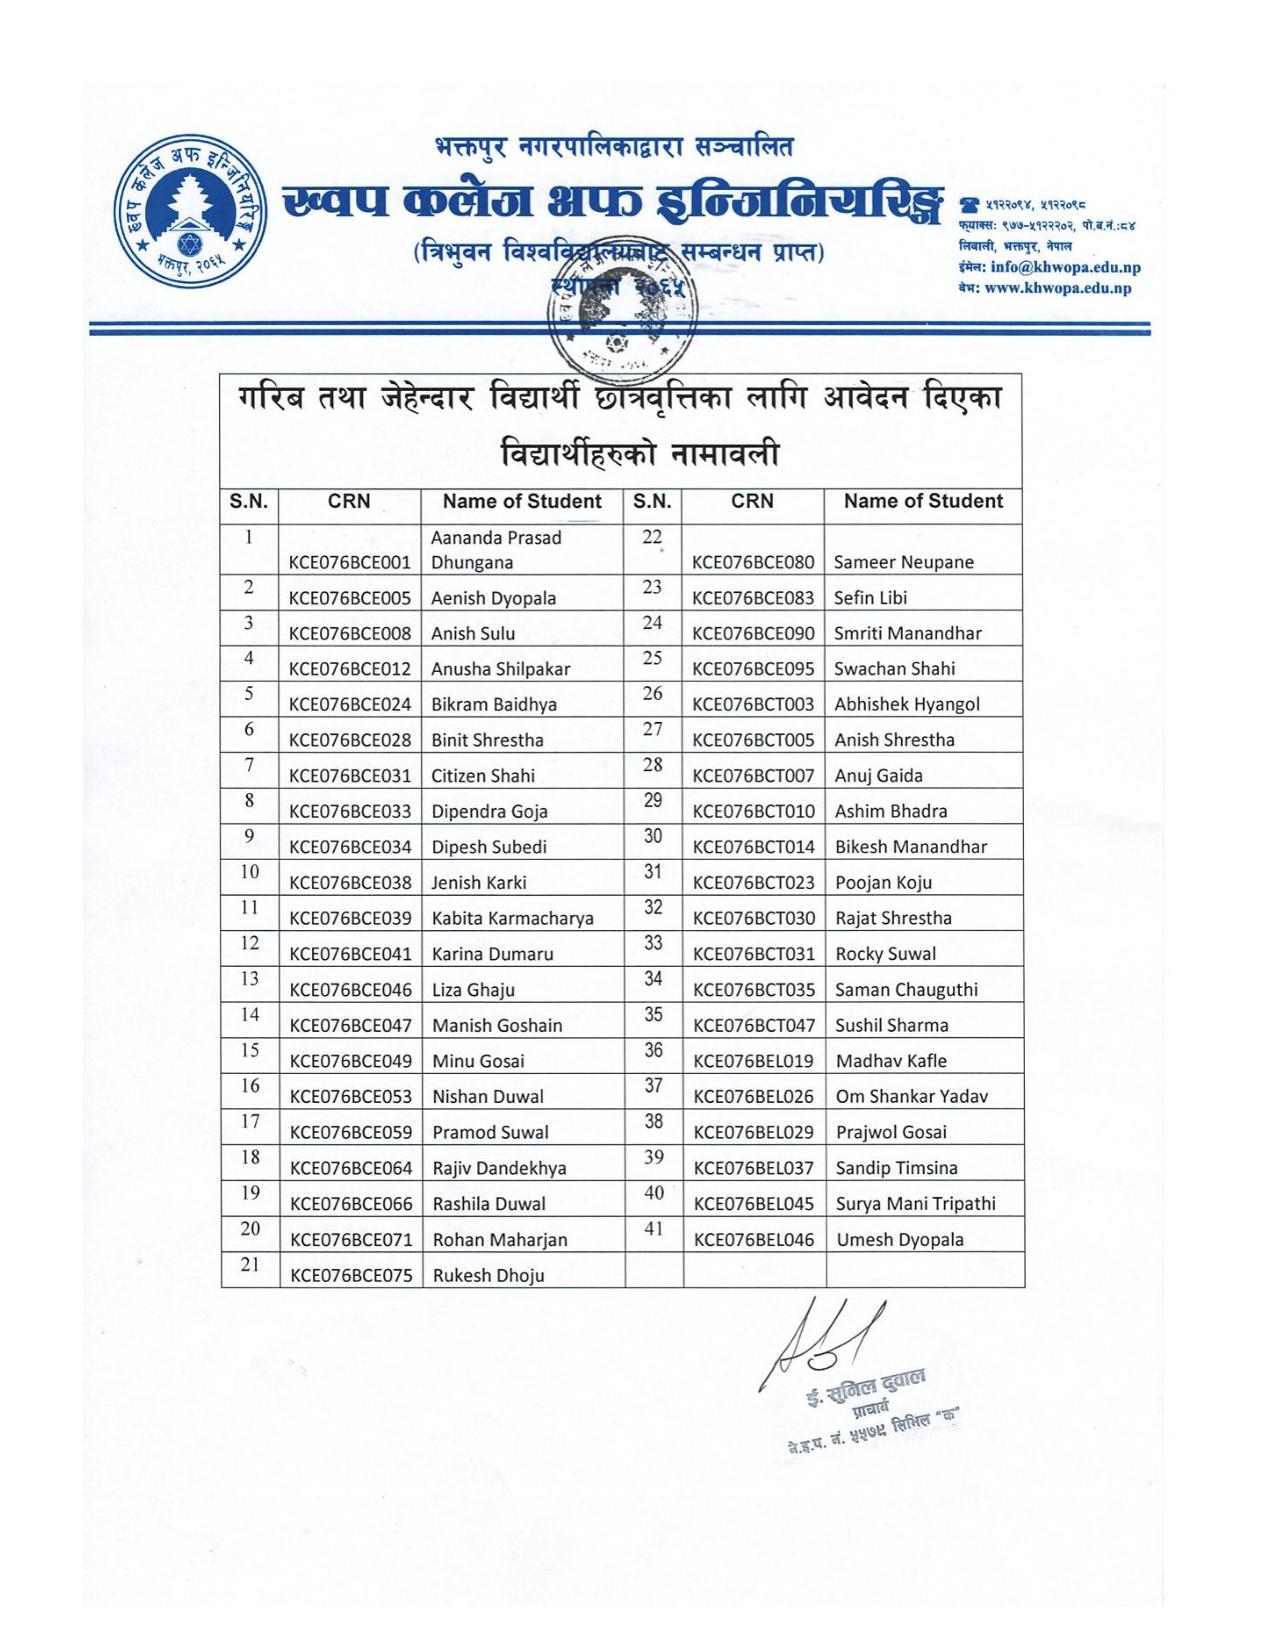 ख्वप कलेज अफ इन्जिनियरिङ्ग
भक्तपुर, २०६५
भक्तपुर नगरपालिकाद्वारा सञ्चालित
ख्वप कलेज अफ इन्जिनियरिङ्ग
(त्रिभुवन विश्वविद्यालयबाट सम्बन्धन प्राप्त)
स्थापना २०६५
५१२२०९४, ५१२२०९८
फ्याक्स: ९७७-५१२२२०२, पो.ब.नं.:८४
लिवाली, भक्तपुर, नेपाल
ईमेल: info@khwopa.edu.np
वेभ: www.khwopa.edu.np
गरिब तथा जेहेन्दार विद्यार्थी छात्रवृत्तिका लागि आवेदन दिएका
विद्यार्थीहरुको नामावली
S.N. CRN Name of Student S.N. CRN Name of Student
1 KCE076BCE001 Aananda Prasad Dhungana 22 KCE076BCE080 Sameer Neupane
2 KCE076BCE005 Aenish Dyopala 23 KCE076BCE083 Sefin Libi
3 KCE076BCE008 Anish Sulu 24 KCE076BCE090 Smriti Manandhar
4 KCE076BCE012 Anusha Shilpakar 25 KCE076BCE095 Swachan Shahi
5 KCE076BCE024 Bikram Baidhya 26 KCE076BCT003 Abhishek Hyangol
6 KCE076BCE028 Binit Shrestha 27 KCE076BCT005 Anish Shrestha
7 KCE076BCE031 Citizen Shahi 28 KCE076BCT007 Anuj Gaida
8 KCE076BCE033 Dipendra Goja 29 KCE076BCT010 Ashim Bhadra
9 KCE076BCE034 Dipesh Subedi 30 KCE076BCT014 Bikesh Manandhar
10 KCE076BCE038 Jenish Karki 31 KCE076BCT023 Poojan Koju
11 KCE076BCE039 Kabita Karmacharya 32 KCE076BCT030 Rajat Shrestha
12 KCE076BCE041 Karina Dumaru 33 KCE076BCT031 Rocky Suwal
13 KCE076BCE046 Liza Ghaju 34 KCE076BCT035 Saman Chauguthi
14 KCE076BCE047 Manish Goshain 35 KCE076BCT047 Sushil Sharma
15 KCE076BCE049 Minu Gosai 36 KCE076BEL019 Madhav Kafle
16 KCE076BCE053 Nishan Duwal 37 KCE076BEL026 Om Shankar Yadav
17 KCE076BCE059 Pramod Suwal 38 KCE076BEL029 Prajwol Gosai
18 KCE076BCE064 Rajiv Dandekhya 39 KCE076BEL037 Sandip Timsina
19 KCE076BCE066 Rashila Duwal 40 KCE076BEL045 Surya Mani Tripathi
20 KCE076BCE071 Rohan Maharjan 41 KCE076BEL046 Umesh Dyopala
21 KCE076BCE075 Rukesh Dhoju
ई. सुनिल दुवाल
प्राचार्य
ने.इ.प. नं. ५५७९ सिभिल "क"